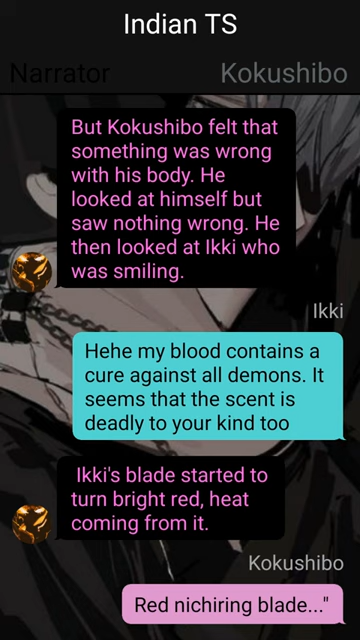 Indian TS
Narrator
Kokushibo
But Kokushibo felt that
something was wrong
with his body. He
looked at himself but
saw nothing wrong. He
then looked at Ikki who
was smiling.
Ikki
Hehe my blood contains a
cure against all demons. It
seems that the scent is
deadly to your kind too
Ikki's blade started to
turn bright red, heat
coming from it.
Kokushibo
Red nichiring blade..."